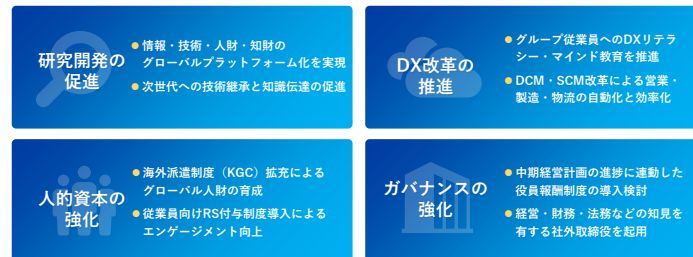 研究開発の
促進
● 情報・技術・人財・知財の
グローバルプラットフォーム化を実現
● 次世代への技術継承と知識伝達の促進
DX改革の
推進
● グループ従業員へのDXリテラ
シー・マインド教育を推進
● DCM・SCM改革による営業・
製造・物流の自動化と効率化
人的資本の
強化
● 海外派遣制度（KGC）拡充による
グローバル人財の育成
● 従業員向けRS付与制度導入による
エンゲージメント向上
ガバナンスの
強化
● 中期経営計画の進捗に連動した
役員報酬制度の導入検討
● 経営・財務・法務などの知見を
有する社外取締役を起用